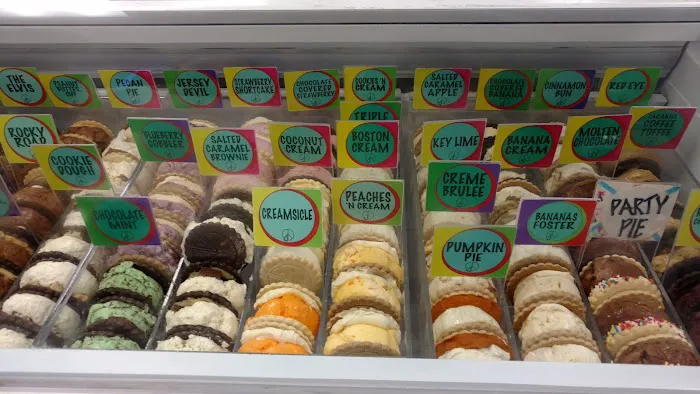 THE
ELVIS
PEANUT
BUTTER CUP
PECAN
PIE
JERSEY
DEVIL
STRAWBERRY
SHORTCAKE
CHOCOLATE
COVERED
STRAWBERRY
COOKIES 'N
CREAM
SALTED
CARAMEL
APPLE
CHOCOLATE
COVERED
BANANA
CINNAMON
BUN
RED EYE
TRIPLE
ROCKY
ROAD
BLUEBERRY
COBBLER
SALTED
CARAMEL
BROWNIE
COCONUT
CREAM
BOSTON
CREAM
KEY LIME
BANANA
CREAM
MOLTEN
CHOCOLATE
CARAMEL
COFFEE
TOFFEE
COOKIE
DOUGH
CREME
BRULEE
CHOCOLATE
MINT
CREAMSICLE
PEACHES
'N CREAM
PUMPKIN
PIE
BANANAS
FOSTER
PARTY
PIE